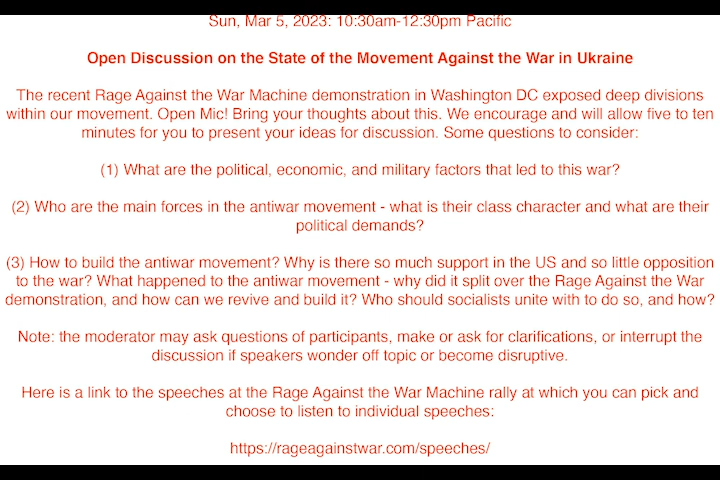 Sun, Mar 5, 2023: 10:30am-12:30pm Pacific
Open Discussion on the State of the Movement Against the War in Ukraine
The recent Rage Against the War Machine demonstration in Washington DC exposed deep divisions
within our movement. Open Mic! Bring your thoughts about this. We encourage and will allow five to ten
minutes for you to present your ideas for discussion. Some questions to consider:
(1) What are the political, economic, and military factors that led to this war?
(2) Who are the main forces in the antiwar movement - what is their class character and what are their
political demands?
(3) How to build the antiwar movement? Why is there so much support in the US and so little opposition
to the war? What happened to the antiwar movement - why did it split over the Rage Against the War
demonstration, and how can we revive and build it? Who should socialists unite with to do so, and how?
Note: the moderator may ask questions of participants, make or ask for clarifications, or interrupt the
discussion if speakers wonder off topic or become disruptive.
Here is a link to the speeches at the Rage Against the War Machine rally at which you can pick and
choose to listen to individual speeches:
https://rageagainstwar.com/speeches/